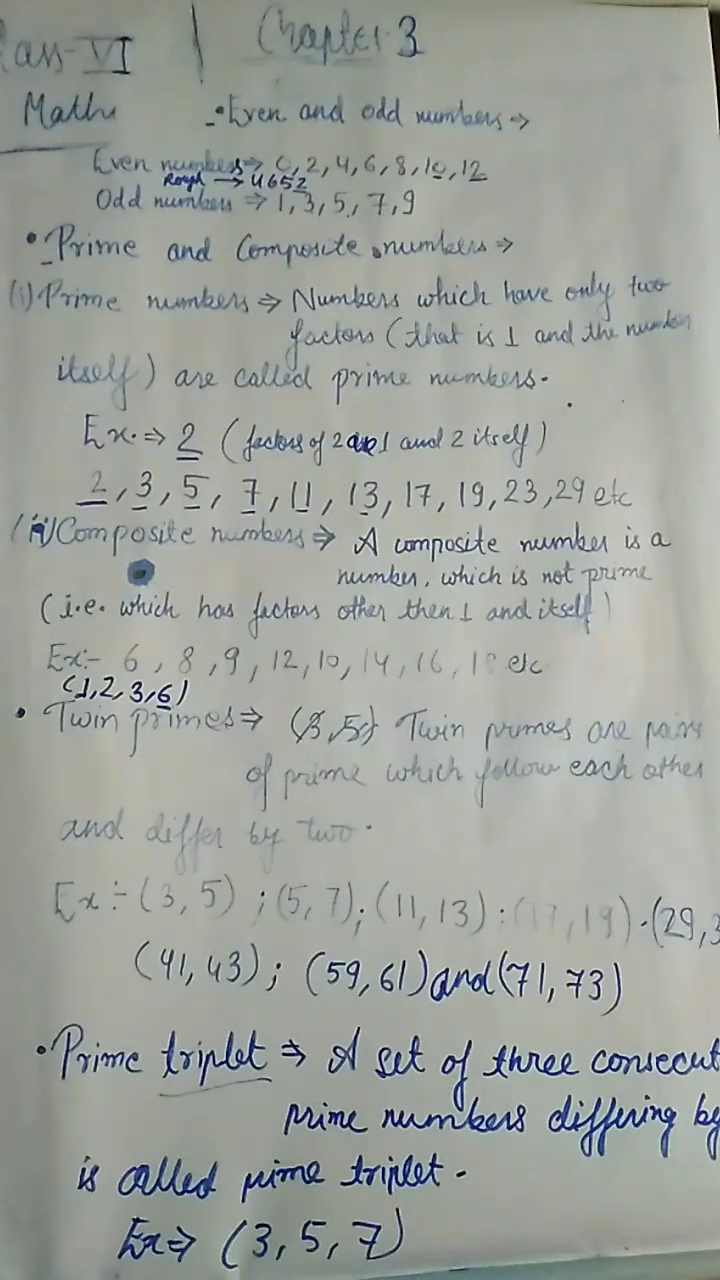 lass-VI | Chapter 3
Maths
• Even and odd numbers →
Even numbers ⇒ 0, 2, 4, 6, 8, 10, 12
Rough → 4652
Odd numbers ⇒ 1, 3, 5, 7, 9
• Prime and Composite numbers ⇒
(i) Prime numbers ⇒ Numbers which have only two
factors (that is 1 and the number
itself) are called prime numbers.
Ex. ⇒ 2 (factors of 2 are 1 and 2 itself)
2, 3, 5, 7, 11, 13, 17, 19, 23, 29 etc
(ii) Composite numbers ⇒ A composite number is a
number, which is not prime
(i.e. which has factors other then 1 and itself)
Ex:- 6, 8, 9, 12, 10, 14, 16, 18 etc
(1, 2, 3, 6)
• Twin primes ⇒ (3, 5) Twin primes are pairs
of prime which follow each other
and differ by two.
Ex ÷ (3, 5); (5, 7); (11, 13); (17, 19). (29, 3
(41, 43); (59, 61) and (71, 73)
• Prime triplet ⇒ A set of three consecut
prime numbers differing by
is called prime triplet.
Ex ⇒ (3, 5, 7)